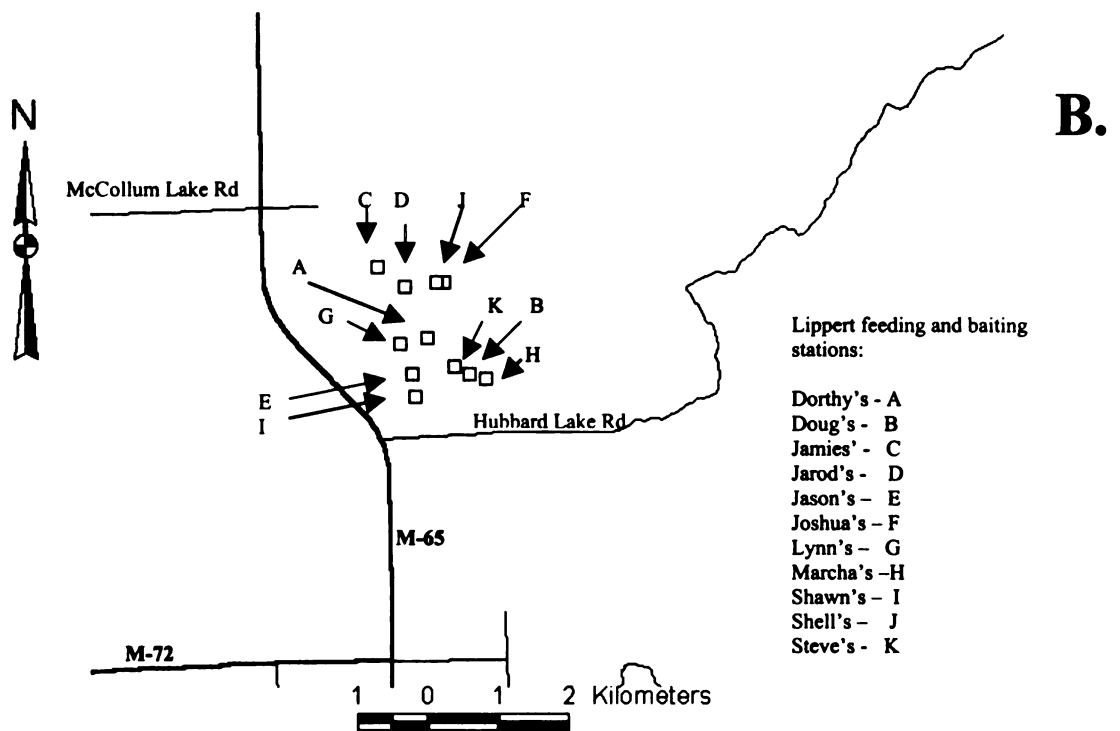 B.
N
McCollum Lake Rd
C D J F
A
K B
G
H
E
I
Hubbard Lake Rd
M-65
M-72
1 0 1 2 Kilometers
Lippert feeding and baiting
stations:
Dorthy's - A
Doug's - B
Jamies' - C
Jarod's - D
Jason's – E
Joshua's – F
Lynn's – G
Marcha's –H
Shawn's – I
Shell's – J
Steve's - K